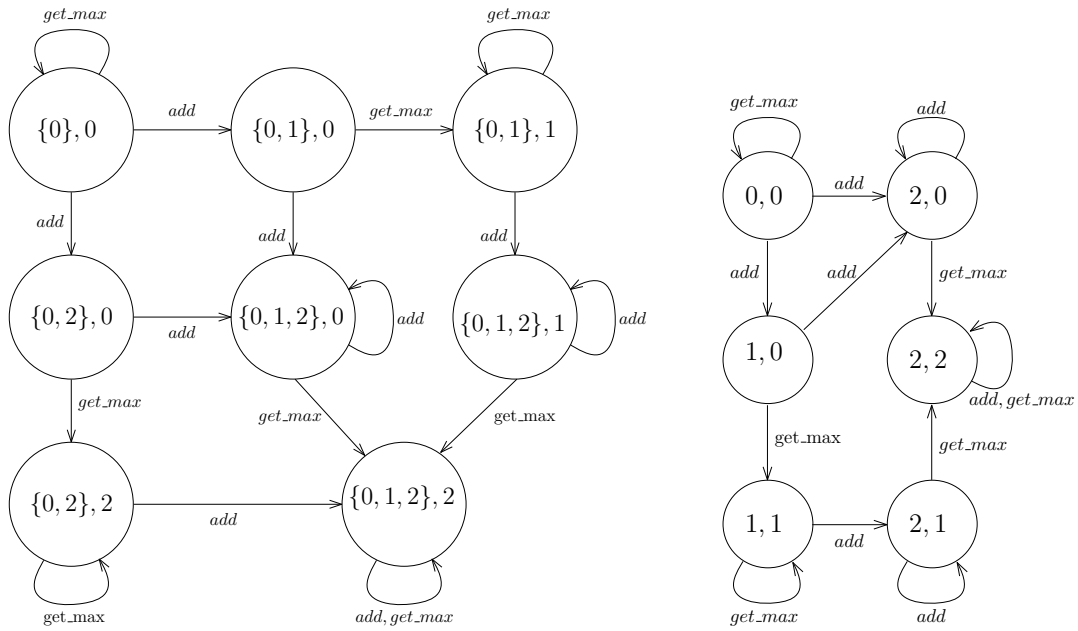 get_max
get_max
{0}, 0
add
{0, 1}, 0
get_max
{0, 1}, 1
add
add
add
{0, 2}, 0
add
{0, 1, 2}, 0
add
{0, 1, 2}, 1
add
get_max
get_max
get_max
{0, 2}, 2
add
{0, 1, 2}, 2
get_max
add, get_max
get_max
add
0, 0
add
2, 0
add
add
get_max
1, 0
2, 2
add, get_max
get_max
get_max
1, 1
add
2, 1
get_max
add